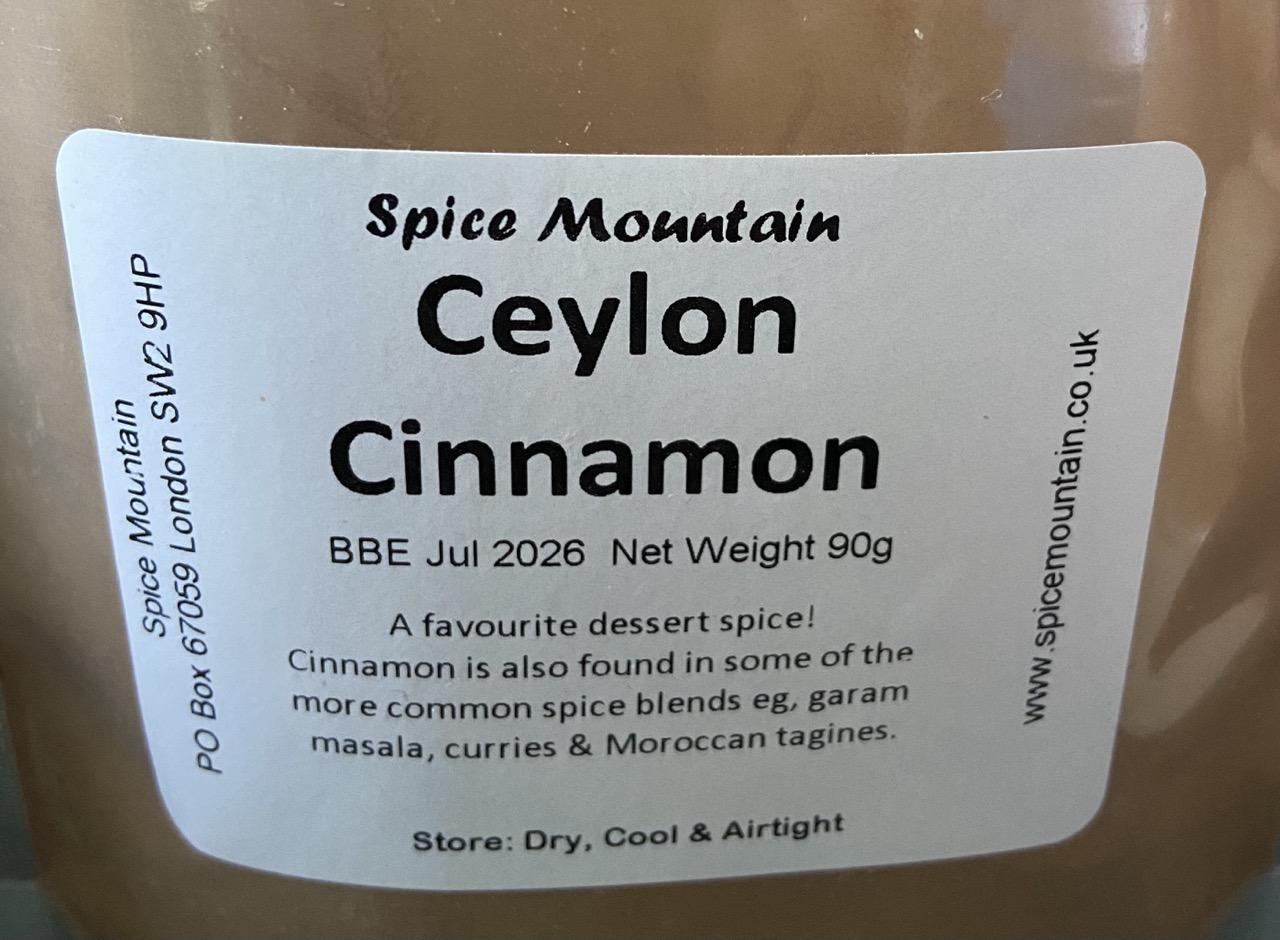 Spice Mountain
Ceylon
Cinnamon
BBE Jul 2026 Net Weight 90g
A favourite dessert spice!
Cinnamon is also found in some of the
more common spice blends eg, garam
masala, curries & Moroccan tagines.
Store: Dry, Cool & Airtight
Spice Mountain
PO Box 67059 London SW2 9HP
www.spicemountain.co.uk